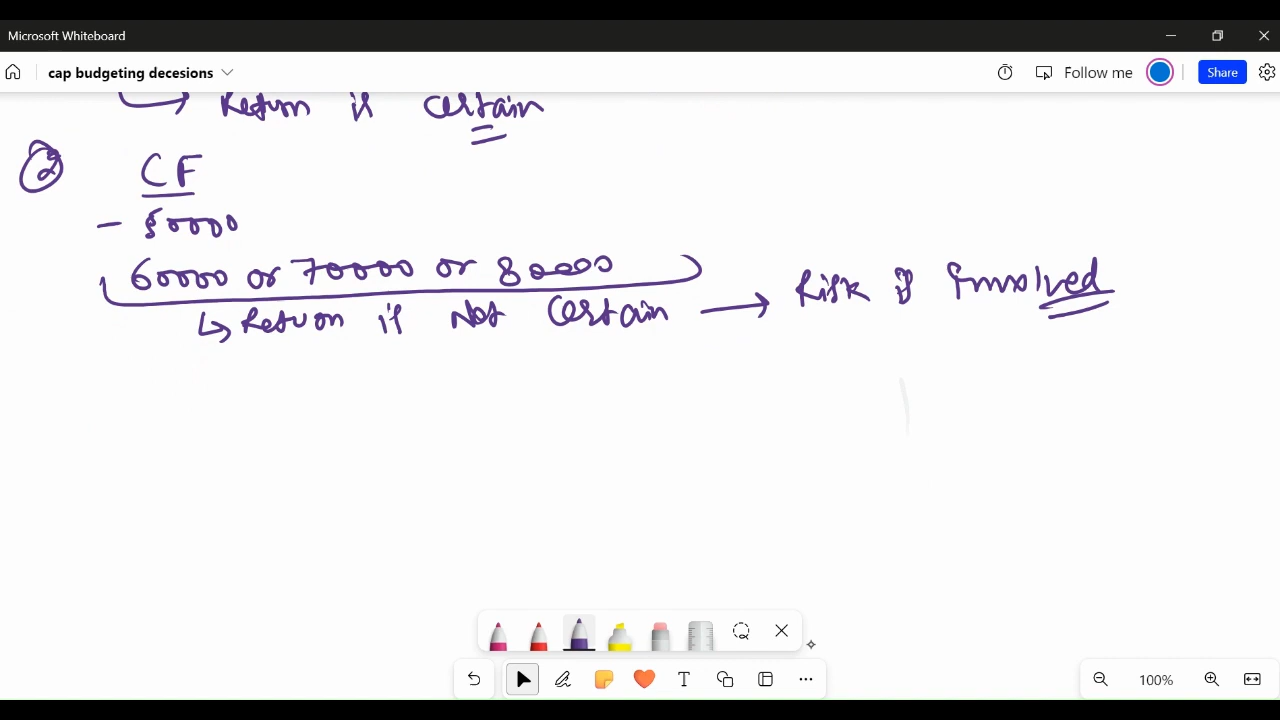 Microsoft Whiteboard
cap budgeting decesions
Follow me
Share
Return is certain
② CF
- 50000
60000 or 70000 or 80000
Return is Not Certain → Risk is Involved
T
100%